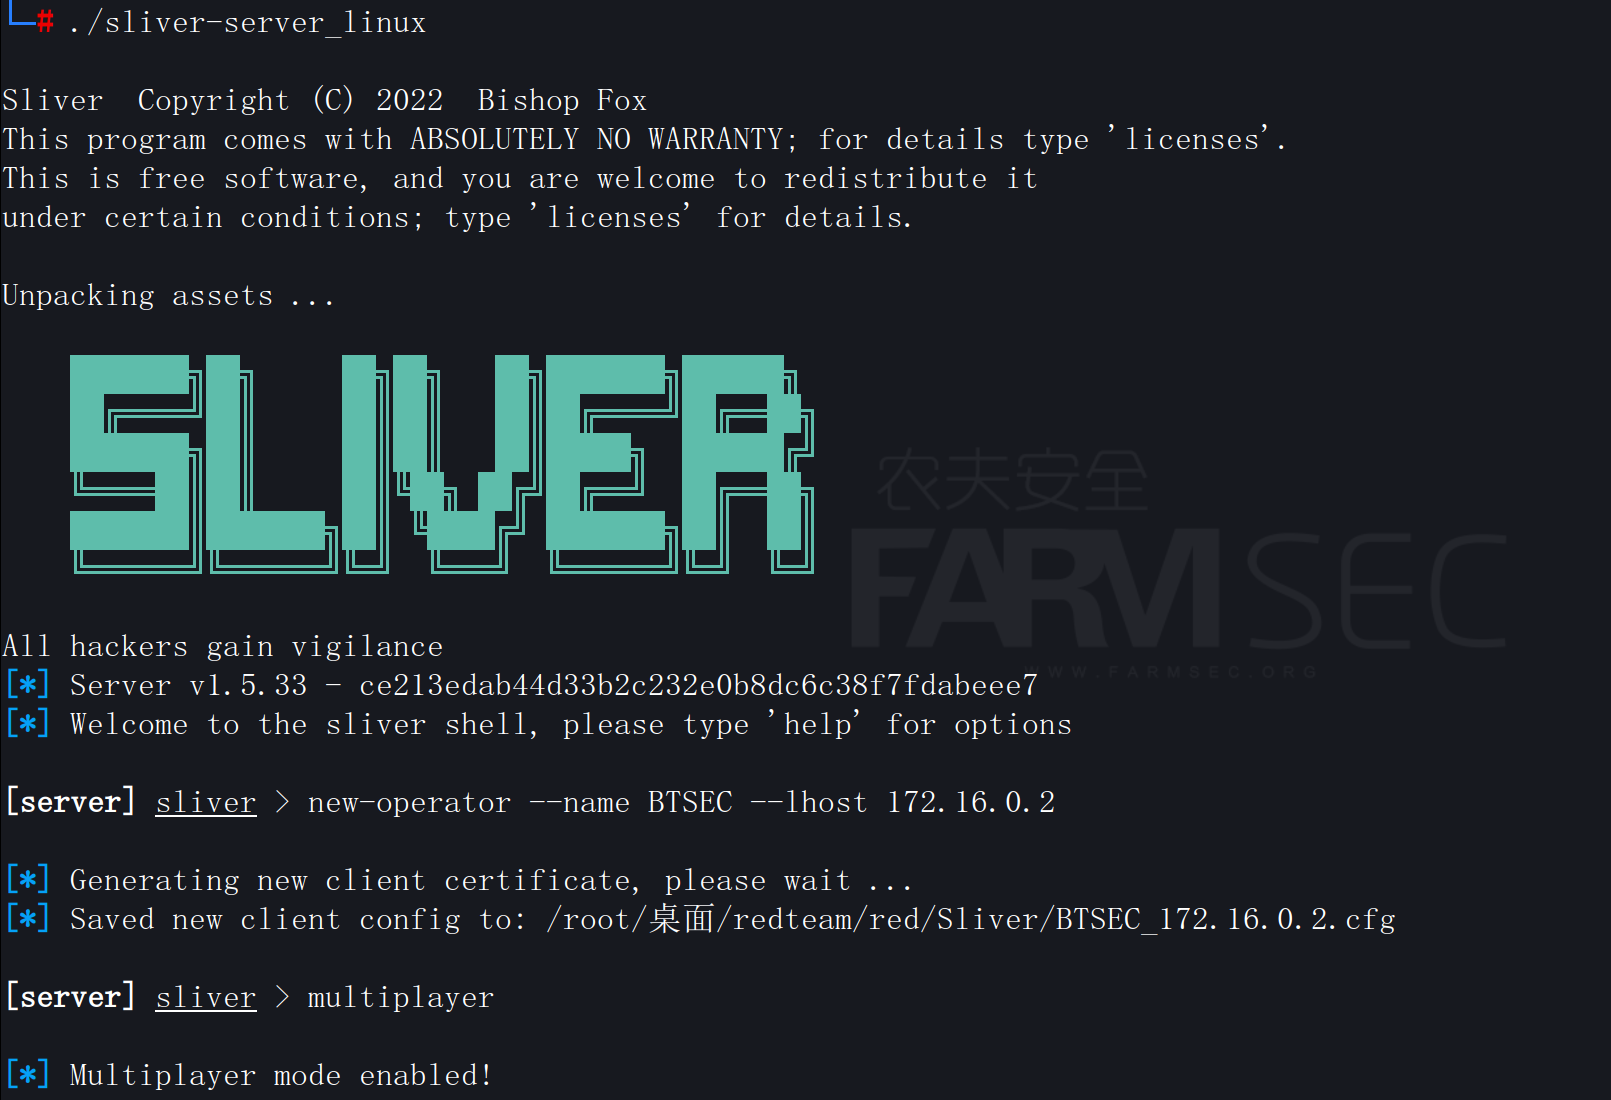 # ./sliver-server_linux
Sliver  Copyright (C) 2022  Bishop Fox
This program comes with ABSOLUTELY NO WARRANTY; for details type 'licenses'.
This is free software, and you are welcome to redistribute it
under certain conditions; type 'licenses' for details.
Unpacking assets ...
SLIVER
农夫安全
FARMSEC
WWW.FARMSEC.ORG
All hackers gain vigilance
[*] Server v1.5.33 - ce213edab44d33b2c232e0b8dc6c38f7fdabeee7
[*] Welcome to the sliver shell, please type 'help' for options
[server] sliver > new-operator --name BTSEC --lhost 172.16.0.2
[*] Generating new client certificate, please wait ...
[*] Saved new client config to: /root/桌面/redteam/red/Sliver/BTSEC_172.16.0.2.cfg
[server] sliver > multiplayer
[*] Multiplayer mode enabled!